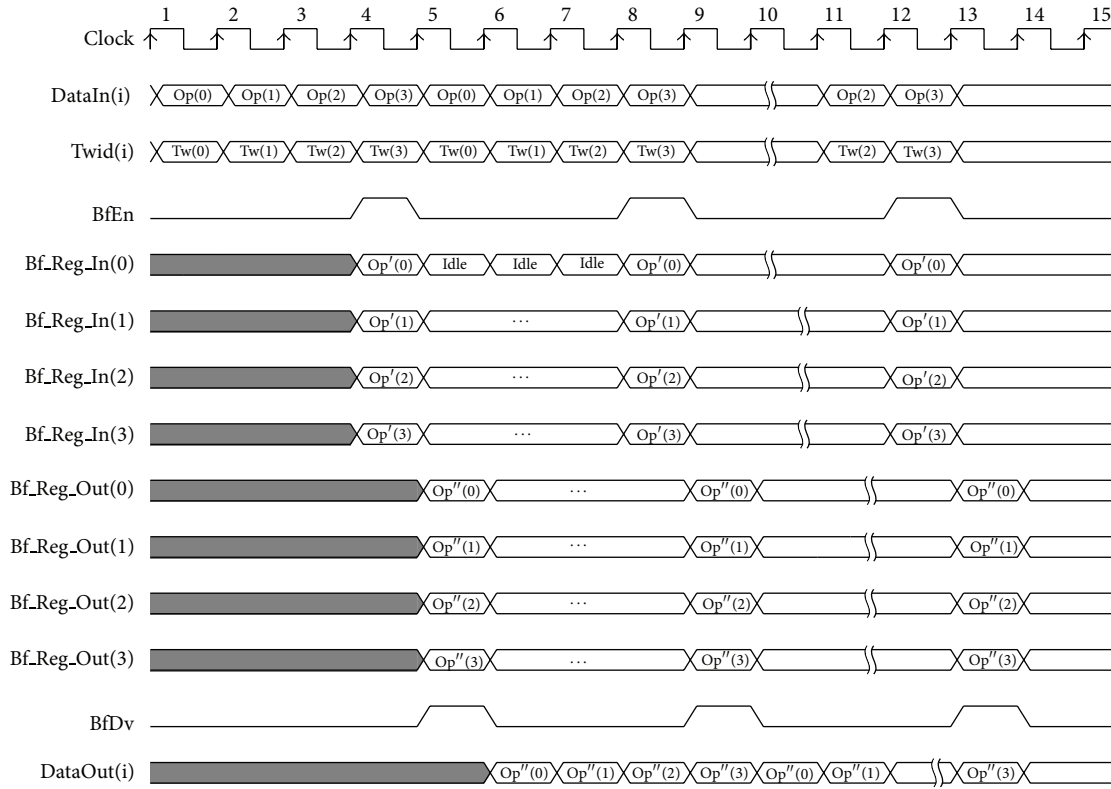 1 2 3 4 5 6 7 8 9 10 11 12 13 14 15
Clock
DataIn(i) Op(0) Op(1) Op(2) Op(3) Op(0) Op(1) Op(2) Op(3) Op(2) Op(3)
Twid(i) Tw(0) Tw(1) Tw(2) Tw(3) Tw(0) Tw(1) Tw(2) Tw(3) Tw(2) Tw(3)
BfEn
Bf_Reg_In(0) Op′(0) Idle Idle Idle Op′(0) Op′(0)
Bf_Reg_In(1) Op′(1) ··· Op′(1) Op′(1)
Bf_Reg_In(2) Op′(2) ··· Op′(2) Op′(2)
Bf_Reg_In(3) Op′(3) ··· Op′(3) Op′(3)
Bf_Reg_Out(0) Op″(0) ··· Op″(0) Op″(0)
Bf_Reg_Out(1) Op″(1) ··· Op″(1) Op″(1)
Bf_Reg_Out(2) Op″(2) ··· Op″(2) Op″(2)
Bf_Reg_Out(3) Op″(3) ··· Op″(3) Op″(3)
BfDv
DataOut(i) Op″(0) Op″(1) Op″(2) Op″(3) Op″(0) Op″(1) Op″(3)